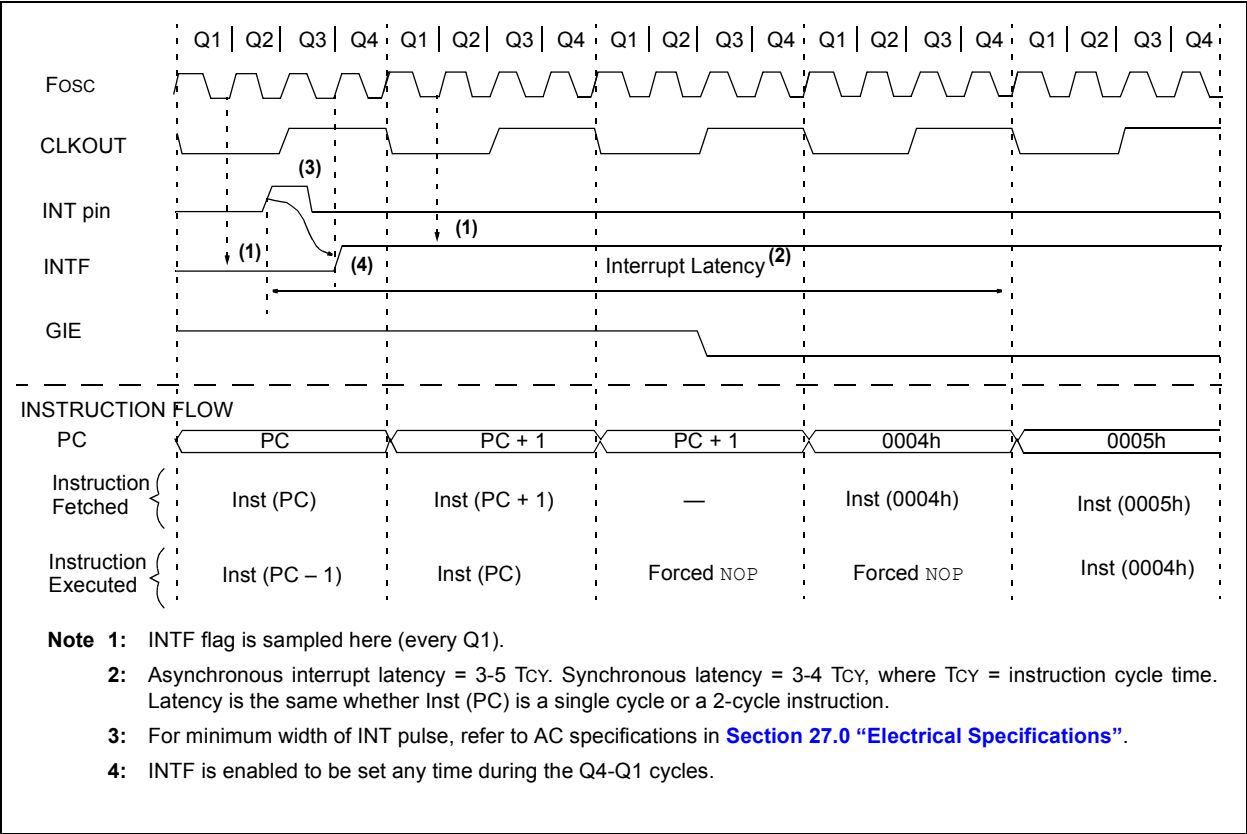 Q1 Q2 Q3 Q4 Q1 Q2 Q3 Q4 Q1 Q2 Q3 Q4 Q1 Q2 Q3 Q4 Q1 Q2 Q3 Q4
FOSC
CLKOUT
(3)
INT pin
(1)
(1)
(4)
INTF
Interrupt Latency (2)
GIE
INSTRUCTION FLOW
PC
PC
PC + 1
PC + 1
0004h
0005h
Instruction
Fetched
Inst (PC)
Inst (PC + 1)
—
Inst (0004h)
Inst (0005h)
Instruction
Executed
Inst (PC – 1)
Inst (PC)
Forced NOP
Forced NOP
Inst (0004h)
Note 1: INTF flag is sampled here (every Q1).
2: Asynchronous interrupt latency = 3-5 TCY. Synchronous latency = 3-4 TCY, where TCY = instruction cycle time.
Latency is the same whether Inst (PC) is a single cycle or a 2-cycle instruction.
3: For minimum width of INT pulse, refer to AC specifications in Section 27.0 “Electrical Specifications”.
4: INTF is enabled to be set any time during the Q4-Q1 cycles.